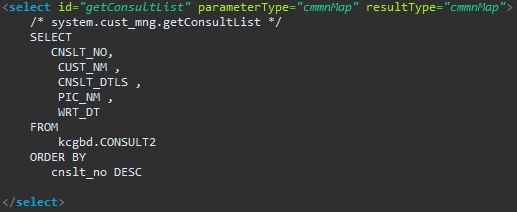 <select id="getConsultList" parameterType="cmmnMap" resultType="cmmnMap">
/* system.cust_mng.getConsultList */
SELECT
CNSLT_NO,
CUST_NM ,
CNSLT_DTLS ,
PIC_NM ,
WRT_DT
FROM
kcgbd.CONSULT2
ORDER BY
cnslt_no DESC
</select>